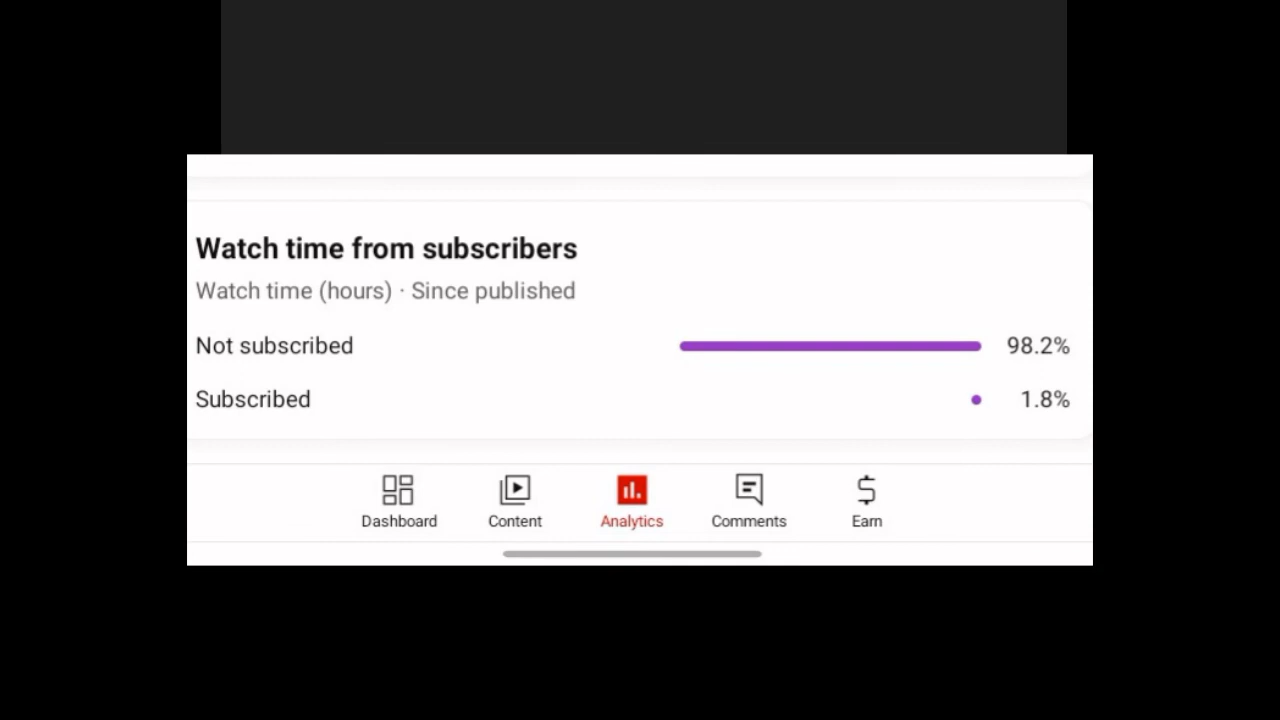 Watch time from subscribers
Watch time (hours) · Since published
Not subscribed 98.2%
Subscribed 1.8%
Dashboard Content Analytics Comments Earn